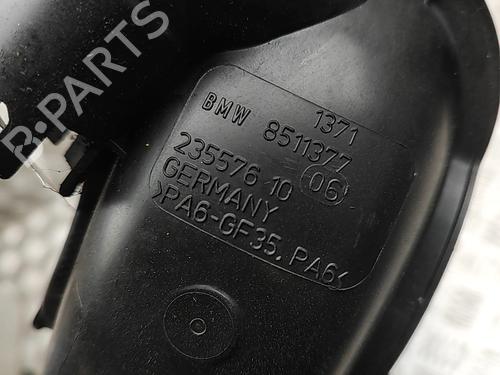 B-PARTS
1371
BMW 8511377
235576 10 06
GERMANY
>PA6-GF35. PA6<